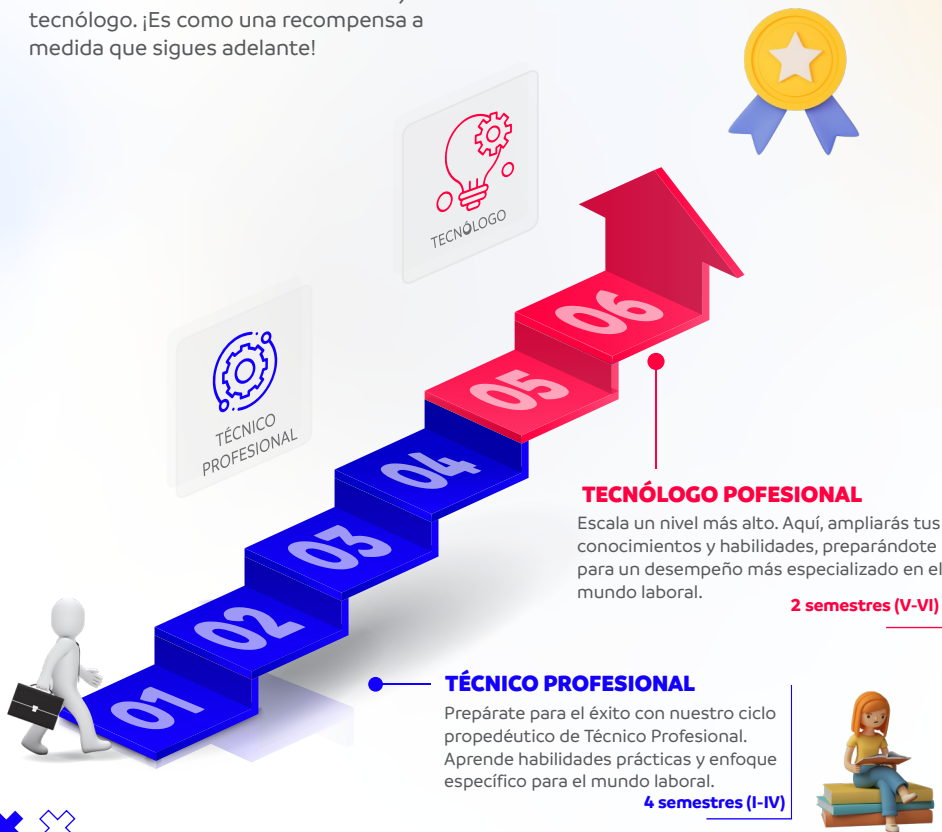 tecnólogo. ¡Es como una recompensa a
medida que sigues adelante!
TECNÓLOGO
TÉCNICO
PROFESIONAL
06
05
04
03
02
01
TECNÓLOGO POFESIONAL
Escala un nivel más alto. Aquí, ampliarás tus
conocimientos y habilidades, preparándote
para un desempeño más especializado en el
mundo laboral.
2 semestres (V-VI)
TÉCNICO PROFESIONAL
Prepárate para el éxito con nuestro ciclo
propedéutico de Técnico Profesional.
Aprende habilidades prácticas y enfoque
específico para el mundo laboral.
4 semestres (I-IV)